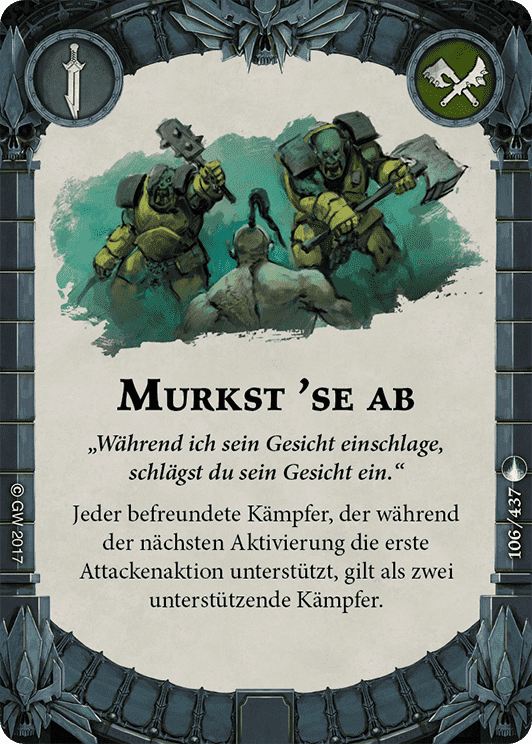 MURKST ’SE AB
„Während ich sein Gesicht einschlage,
schlägst du sein Gesicht ein.“
Jeder befreundete Kämpfer, der während
der nächsten Aktivierung die erste
Attackenaktion unterstützt, gilt als zwei
unterstützende Kämpfer.
© GW 2017
106/437